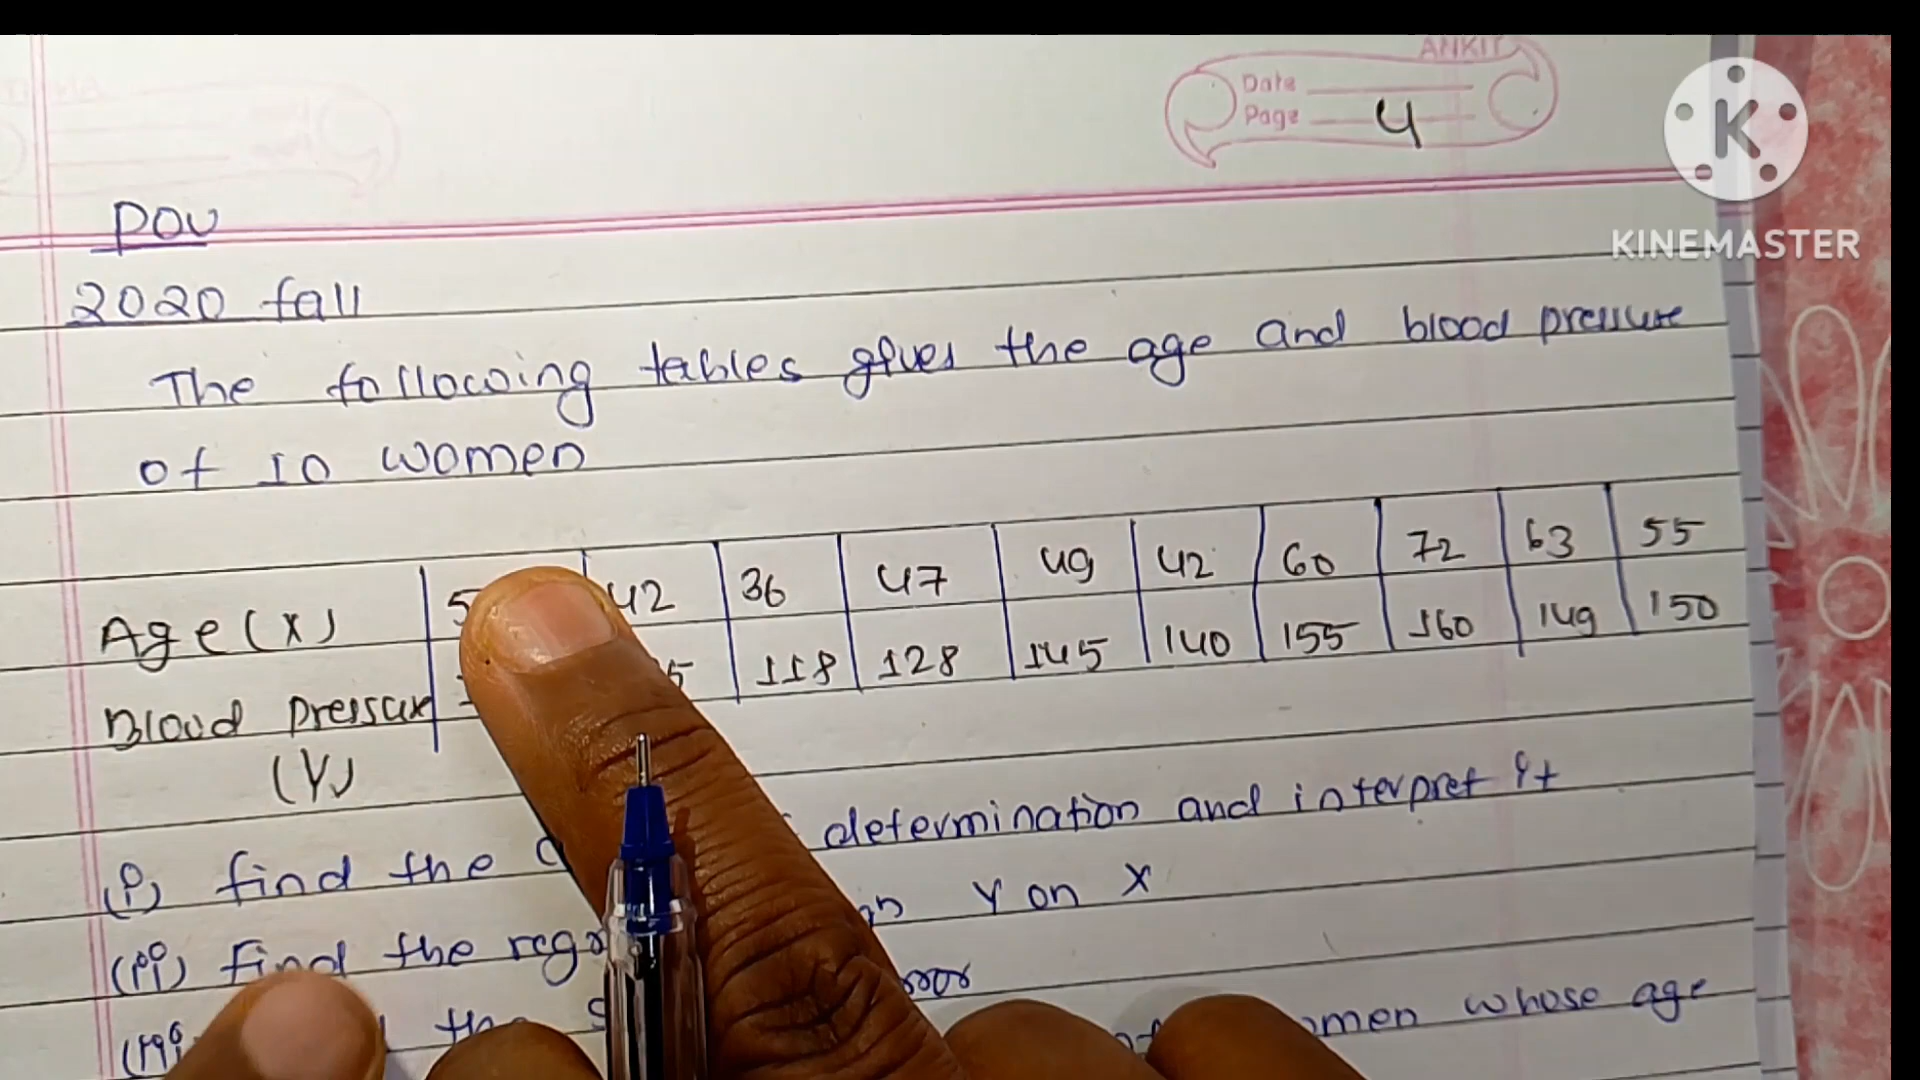 ANKIT
Date
Page 4
KINEMASTER
POU
2020 fall
The following tables gives the age and blood pressure
of 10 women
Age (X) 42 36 47 49 42 60 72 63 55
Blood pressure 118 128 145 140 155 160 149 150
(Y)
(i) find the determination and interpret it
(ii) find the Y on X
the women whose age